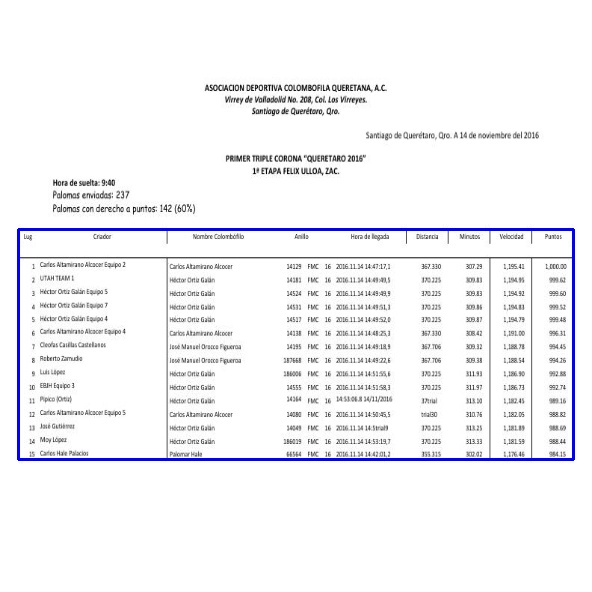 ASOCIACION DEPORTIVA COLOMBOFILA QUERETANA, A.C.
Virrey de Valladolid No. 208, Col. Los Virreyes.
Santiago de Querétaro, Qro.
Santiago de Querétaro, Qro. A 14 de noviembre del 2016
PRIMER TRIPLE CORONA "QUERETARO 2016"
1ª ETAPA FELIX ULLOA, ZAC.
Hora de suelta: 9:40
Palomas enviadas: 237
Palomas con derecho a puntos: 142 (60%)
Lug Criador Nombre Colombófilo Anillo Hora de llegada Distancia Minutos Velocidad Puntos
1 Carlos Altamirano Alcocer Equipo 2 Carlos Altamirano Alcocer 14129 FMC 16 2016.11.14 14:47:17,1 367.330 307.29 1,195.41 1,000.00
2 UTAH TEAM 1 Héctor Ortiz Galán 14181 FMC 16 2016.11.14 14:49:49,5 370.225 309.83 1,194.95 999.62
3 Héctor Ortiz Galán Equipo 5 Héctor Ortiz Galán 14524 FMC 16 2016.11.14 14:49:49,9 370.225 309.83 1,194.92 999.60
4 Héctor Ortiz Galán Equipo 7 Héctor Ortiz Galán 14531 FMC 16 2016.11.14 14:49:51,3 370.225 309.86 1,194.83 999.52
5 Héctor Ortiz Galán Equipo 4 Héctor Ortiz Galán 14517 FMC 16 2016.11.14 14:49:52,0 370.225 309.87 1,194.79 999.48
6 Carlos Altamirano Alcocer Equipo 4 Carlos Altamirano Alcocer 14138 FMC 16 2016.11.14 14:48:25,3 367.330 308.42 1,191.00 996.31
7 Cleofas Casillas Castellanos José Manuel Orozco Figueroa 14195 FMC 16 2016.11.14 14:49:18,9 367.706 309.32 1,188.78 994.45
8 Roberto Zamudio José Manuel Orozco Figueroa 187668 FMC 16 2016.11.14 14:49:22,6 367.706 309.38 1,188.54 994.26
9 Luis López Héctor Ortiz Galán 186006 FMC 16 2016.11.14 14:51:55,6 370.225 311.93 1,186.90 992.88
10 EBJH Equipo 3 Héctor Ortiz Galán 14555 FMC 16 2016.11.14 14:51:58,3 370.225 311.97 1,186.73 992.74
11 Pipico (Ortiz) Héctor Ortiz Galán 14164 FMC 16 14:53:06.8 14/11/2016 37trial 313.10 1,182.45 989.16
12 Carlos Altamirano Alcocer Equipo 5 Carlos Altamirano Alcocer 14080 FMC 16 2016.11.14 14:50:45,5 trial30 310.76 1,182.05 988.82
13 José Gutiérrez Héctor Ortiz Galán 14049 FMC 16 2016.11.14 14:5trial9 370.225 313.25 1,181.89 988.69
14 Moy López Héctor Ortiz Galán 186019 FMC 16 2016.11.14 14:53:19,7 370.225 313.33 1,181.59 988.44
15 Carlos Hale Palacios Palomar Hale 66564 FMC 16 2016.11.14 14:42:01,2 355.315 302.02 1,176.46 984.15